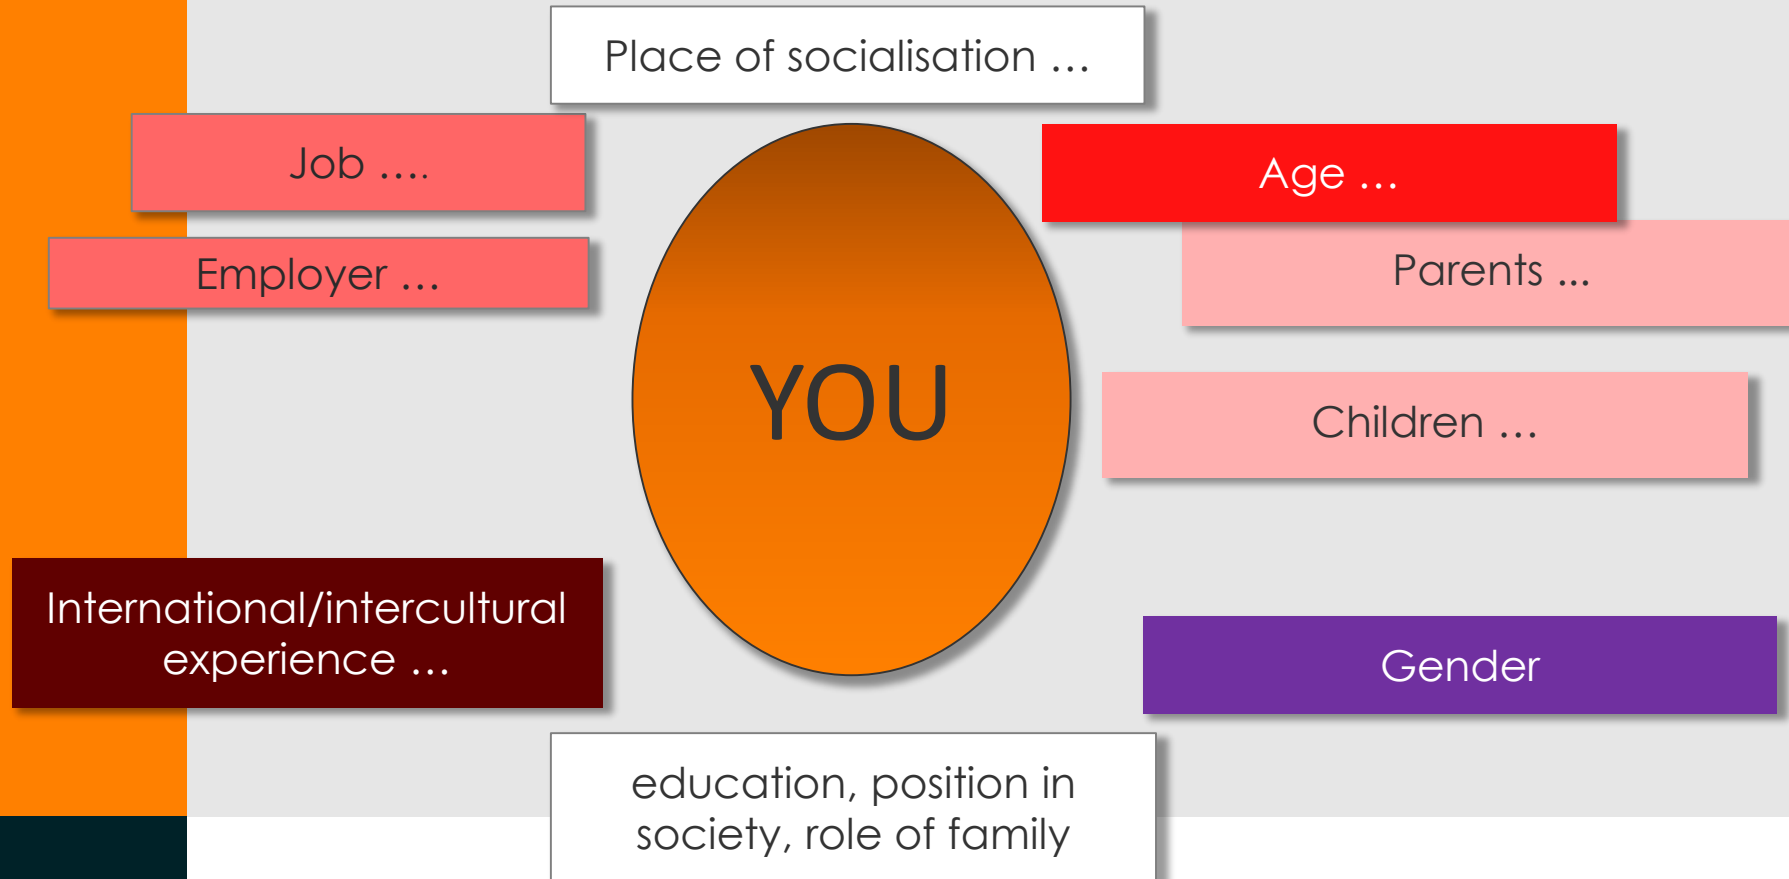 Place of socialisation …
Job ….
Age …
Employer …
Parents ...
YOU
Children …
International/intercultural
experience …
Gender
education, position in
society, role of family